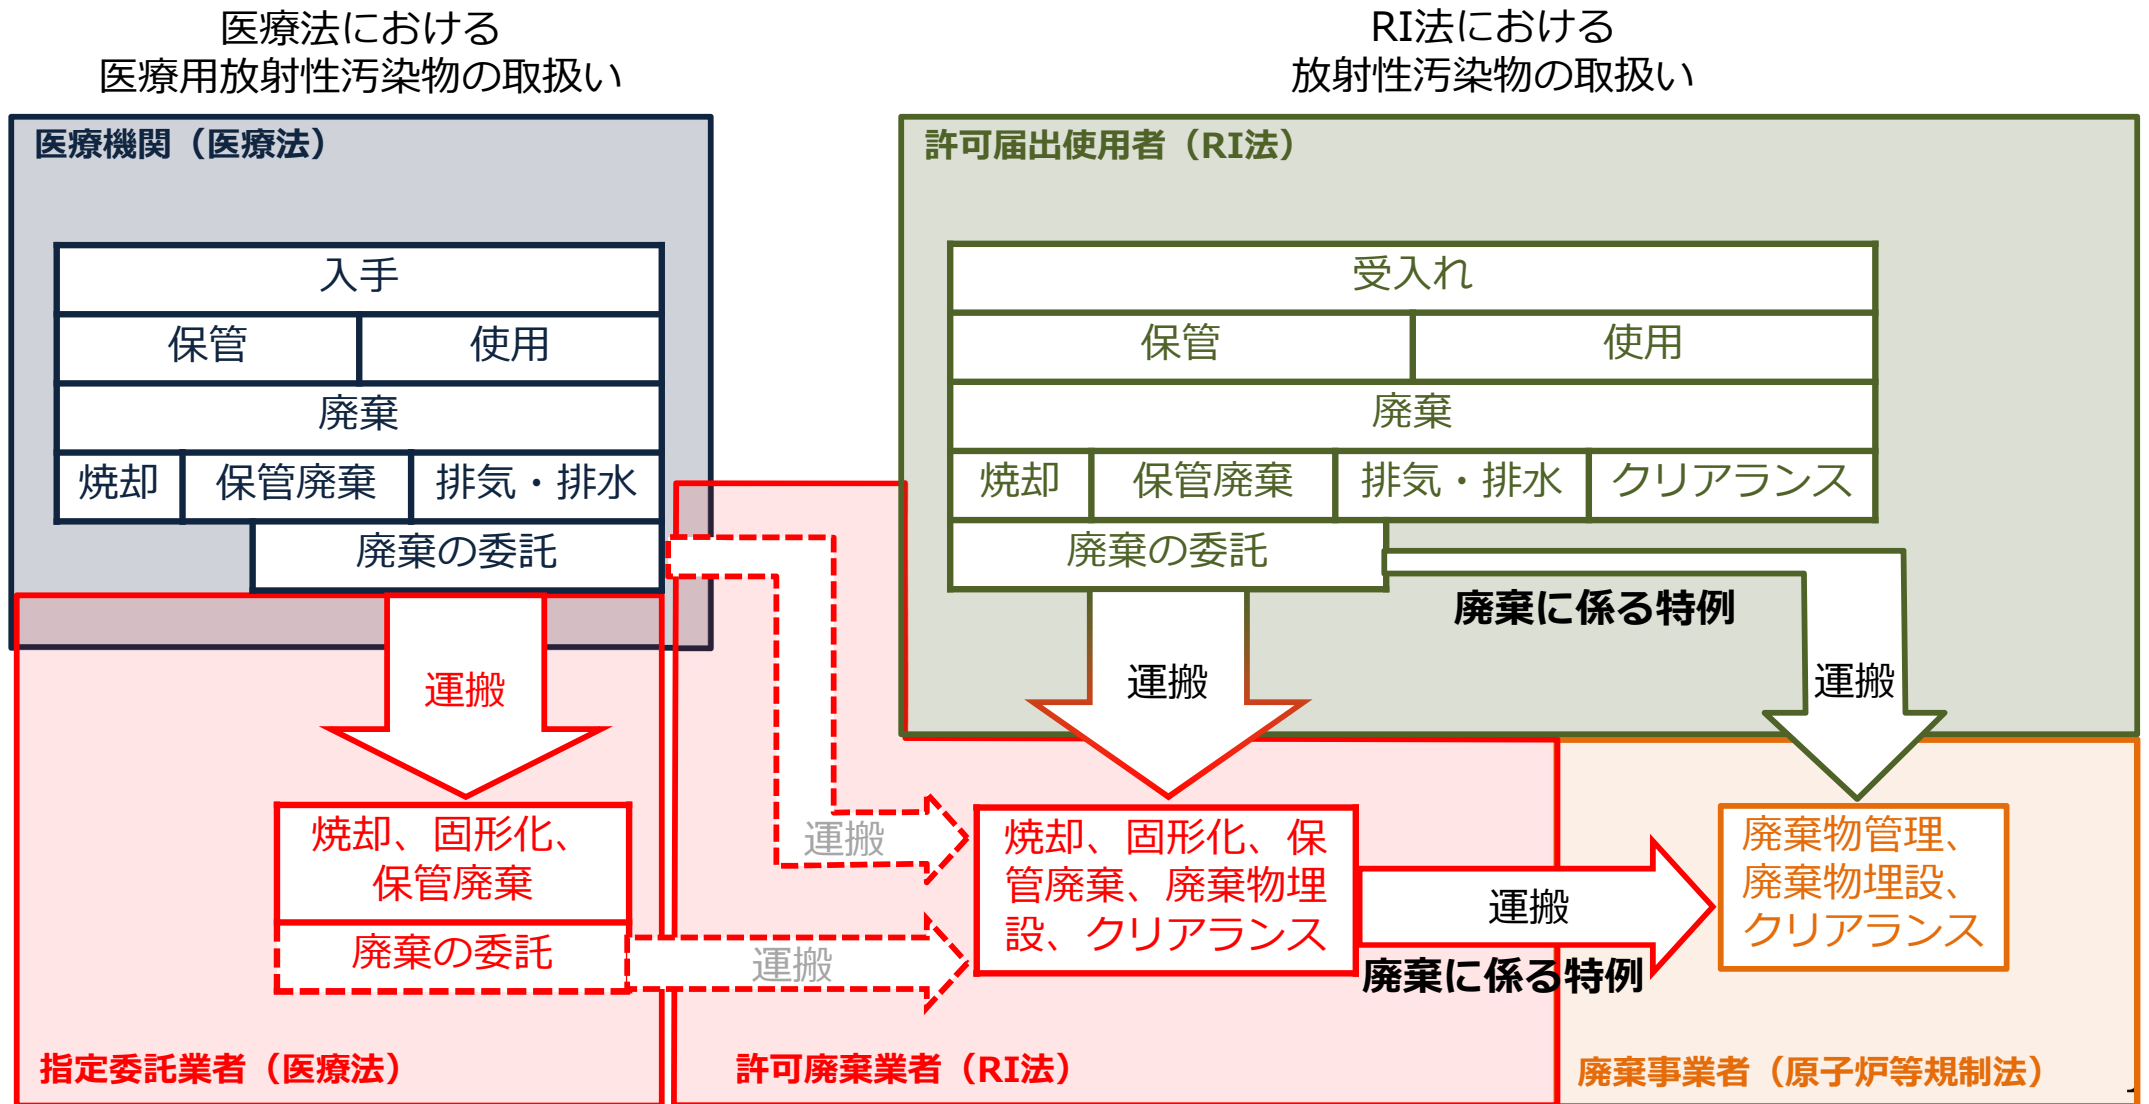 医療法における
医療用放射性汚染物の取扱い
RI法における
放射性汚染物の取扱い
医療機関（医療法）
入手
保管
使用
廃棄
焼却
保管廃棄
排気・排水
廃棄の委託
運搬
焼却、固形化、
保管廃棄
廃棄の委託
指定委託業者（医療法）
運搬
運搬
許可届出使用者（RI法）
受入れ
保管
使用
廃棄
焼却
保管廃棄
排気・排水
クリアランス
廃棄の委託
廃棄に係る特例
運搬
運搬
焼却、固形化、保
管廃棄、廃棄物埋
設、クリアランス
運搬
廃棄に係る特例
許可廃棄業者（RI法）
廃棄物管理、
廃棄物埋設、
クリアランス
廃棄事業者（原子炉等規制法）